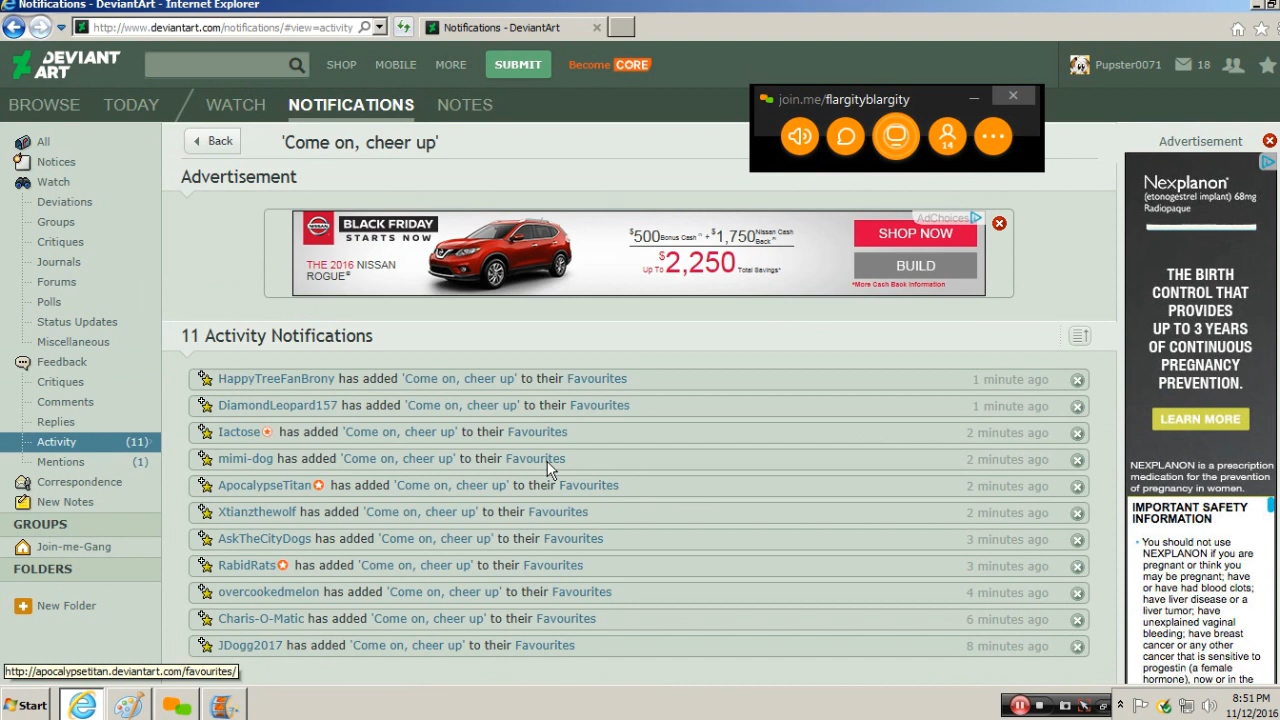 Notifications - DeviantArt - Internet Explorer
http://www.deviantart.com/notifications/#view=activity
Notifications - DeviantArt
DEVIANT ART
SHOP MOBILE MORE SUBMIT Become CORE
Pupster0071 18
BROWSE TODAY WATCH NOTIFICATIONS NOTES
join.me/flargityblargity
14
All
Notices
Watch
Deviations
Groups
Critiques
Journals
Forums
Polls
Status Updates
Miscellaneous
Feedback
Critiques
Comments
Replies
Activity (11)
Mentions (1)
Correspondence
New Notes
GROUPS
Join-me-Gang
FOLDERS
New Folder
Back
'Come on, cheer up'
Advertisement
BLACK FRIDAY
STARTS NOW
THE 2016 NISSAN
ROGUE®
$500 Bonus Cash + $1,750 Nissan Cash Back
Up To $2,250 Total Savings*
AdChoices
SHOP NOW
BUILD
*More Cash Back Information
11 Activity Notifications
HappyTreeFanBrony has added 'Come on, cheer up' to their Favourites 1 minute ago
DiamondLeopard157 has added 'Come on, cheer up' to their Favourites 1 minute ago
Iactose has added 'Come on, cheer up' to their Favourites 2 minutes ago
mimi-dog has added 'Come on, cheer up' to their Favourites 2 minutes ago
ApocalypseTitan has added 'Come on, cheer up' to their Favourites 2 minutes ago
Xtianzthewolf has added 'Come on, cheer up' to their Favourites 2 minutes ago
AskTheCityDogs has added 'Come on, cheer up' to their Favourites 3 minutes ago
RabidRats has added 'Come on, cheer up' to their Favourites 3 minutes ago
overcookedmelon has added 'Come on, cheer up' to their Favourites 4 minutes ago
Charis-O-Matic has added 'Come on, cheer up' to their Favourites 6 minutes ago
JDogg2017 has added 'Come on, cheer up' to their Favourites 8 minutes ago
Advertisement
Nexplanon®
(etonogestrel implant) 68mg
Radiopaque
THE BIRTH
CONTROL THAT
PROVIDES
UP TO 3 YEARS
OF CONTINUOUS
PREGNANCY
PREVENTION.
LEARN MORE
NEXPLANON is a prescription
medication for the prevention
of pregnancy in women.
IMPORTANT SAFETY
INFORMATION
• You should not use
NEXPLANON if you are
pregnant or think you
may be pregnant; have
or have had blood clots;
have liver disease or a
liver tumor; have
unexplained vaginal
bleeding; have breast
cancer or any other
cancer that is sensitive to
progestin (a female
hormone), now or in the
http://apocalypsetitan.deviantart.com/favourites/
Start
8:51 PM
11/12/2016